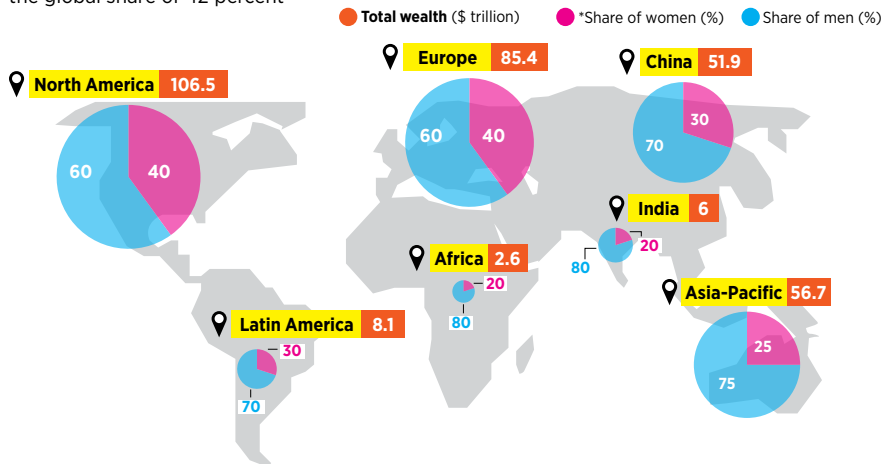 the global share of 42 percent
Total wealth ($ trillion)
*Share of women (%)
Share of men (%)
North America 106.5
60
40
Europe 85.4
60
40
China 51.9
30
70
India 6
20
80
Africa 2.6
20
80
Asia-Pacific 56.7
25
75
Latin America 8.1
30
70